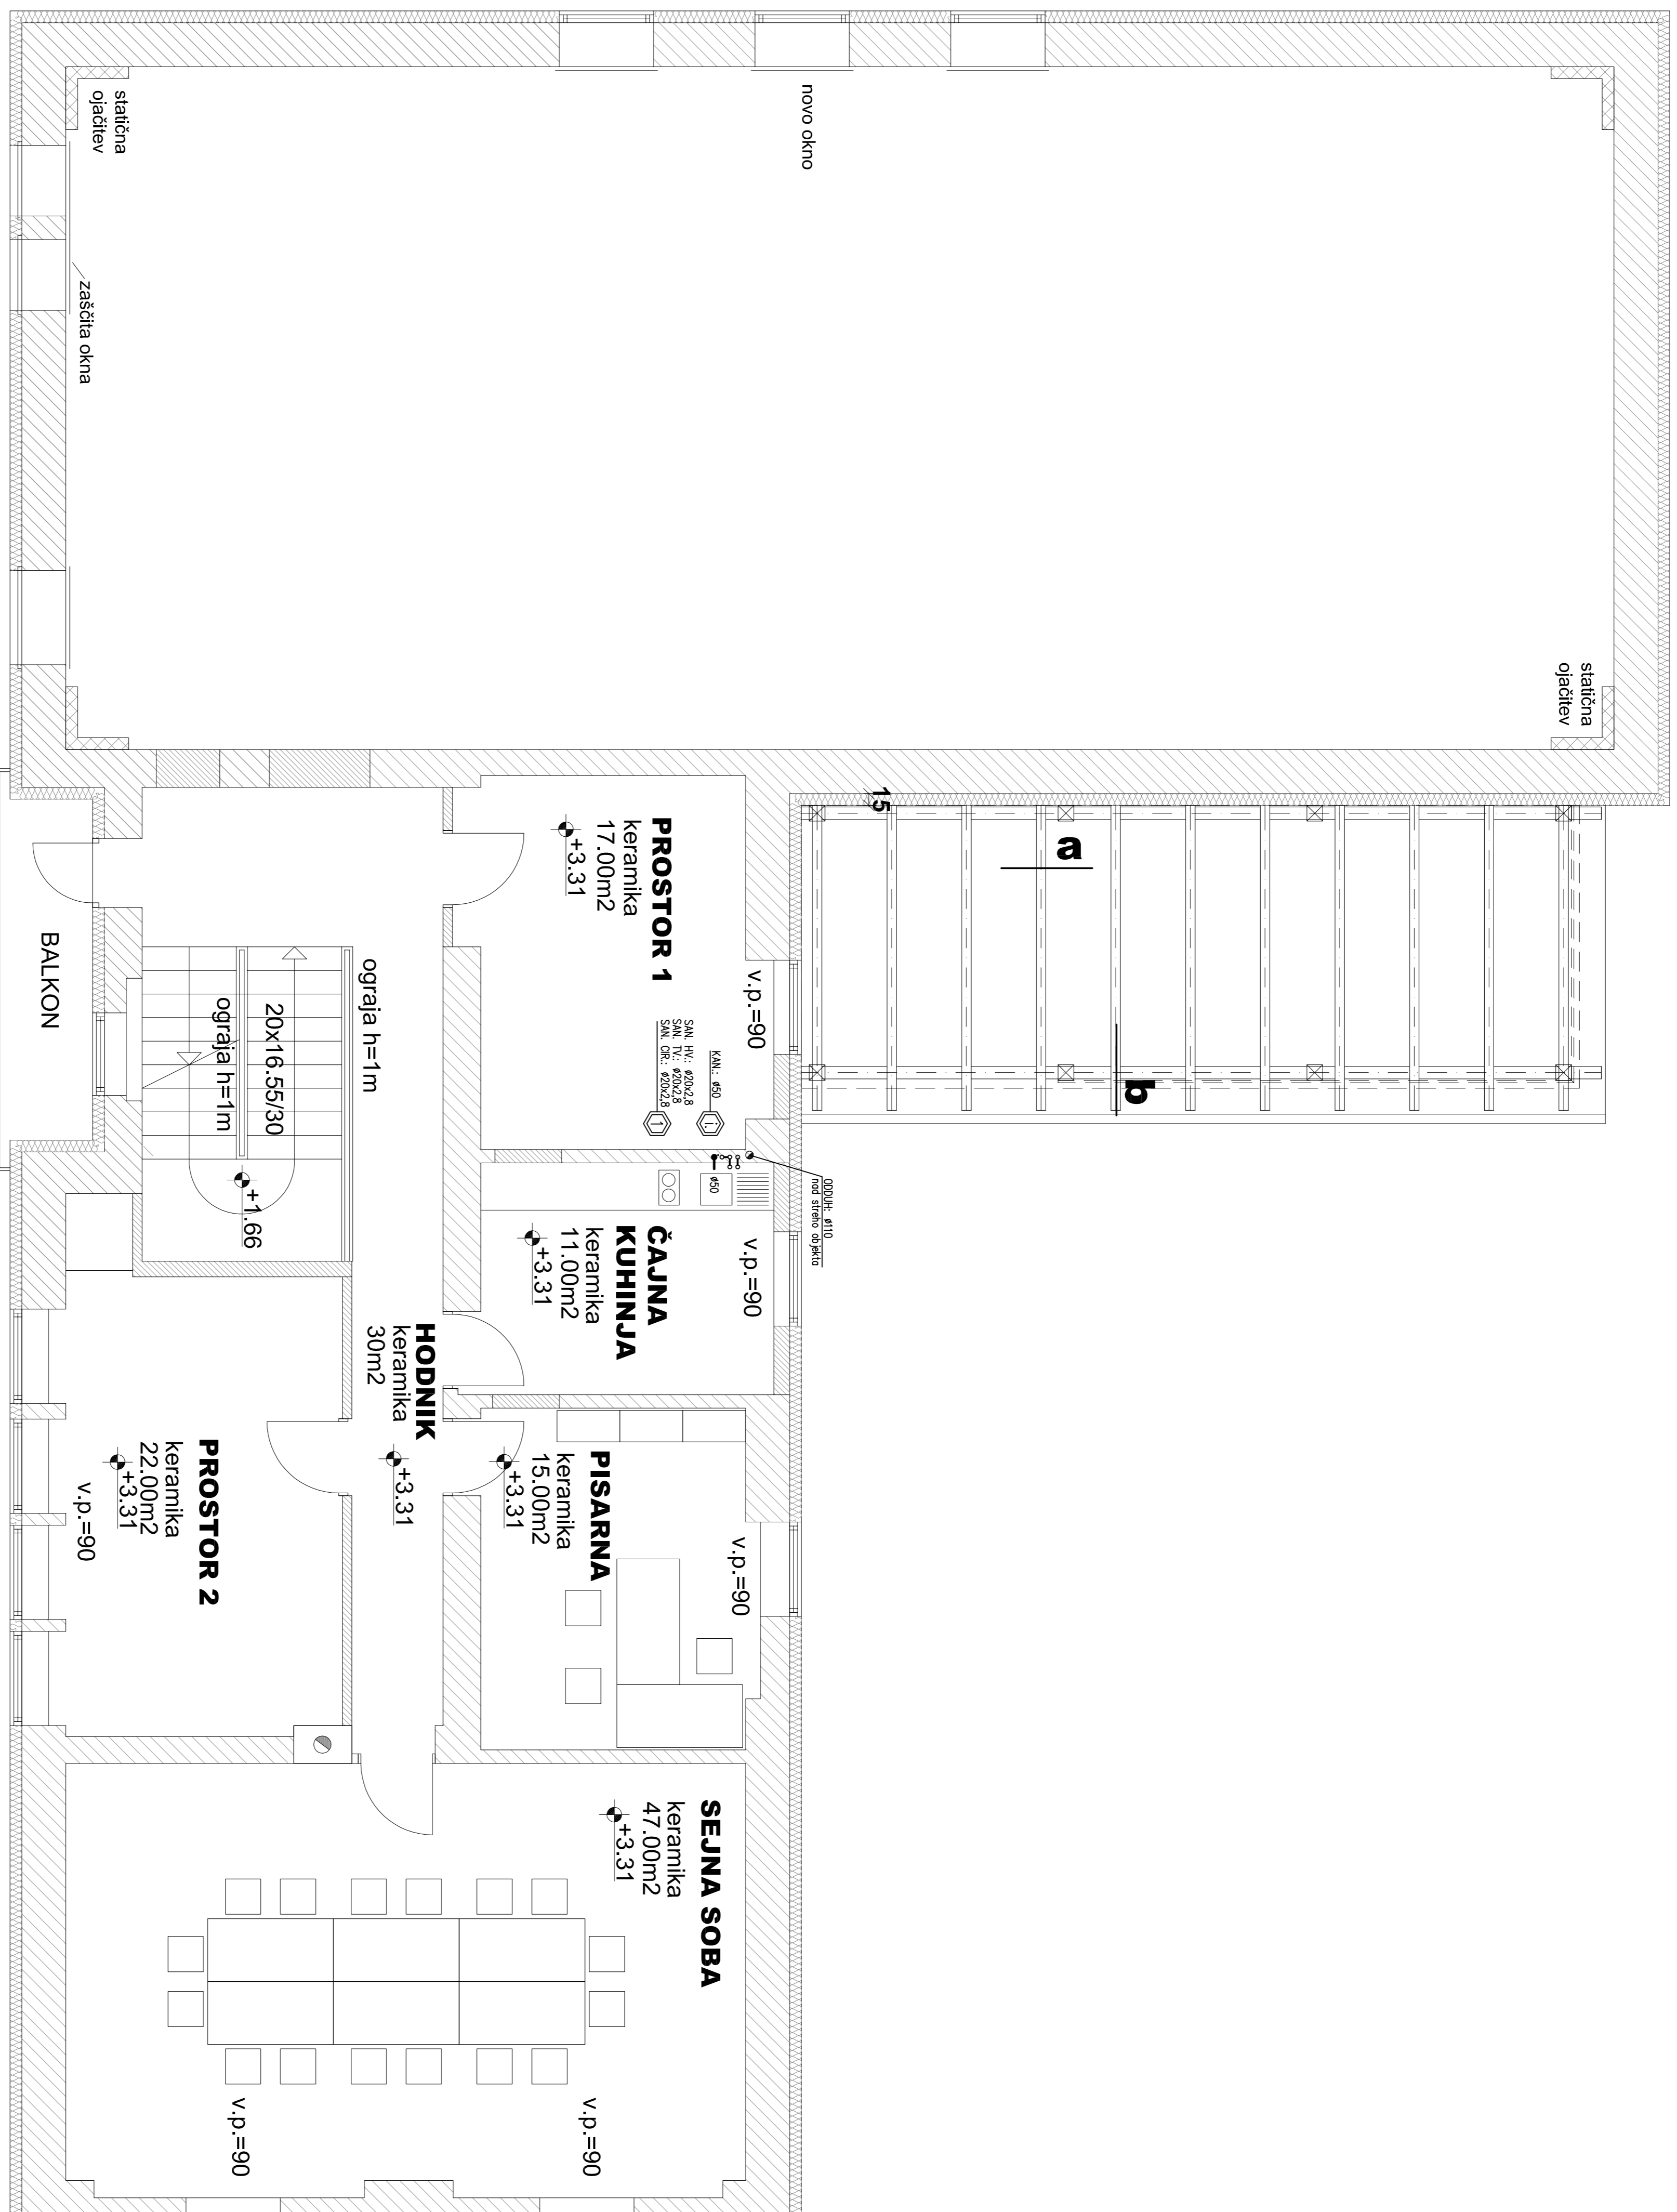 statična
ojačitev
zaščita okna
novo okno
statična
ojačitev
15
a
b
PROSTOR 1
keramika
17.00m2
+3.31
v.p.=90
KAN.: ø50
SAN. HV.: ø20x2,8
SAN. TV.: ø20x2,8
SAN. CIR.: ø20x2,8
1.
1
ODDUH: ø110
nad streho objekta
ø50
ČAJNA
KUHINJA
keramika
11.00m2
+3.31
v.p.=90
BALKON
ograja h=1m
20x16.55/30
ograja h=1m
+1.66
HODNIK
keramika
30m2
+3.31
PISARNA
keramika
15.00m2
+3.31
v.p.=90
PROSTOR 2
keramika
22.00m2
+3.31
v.p.=90
SEJNA SOBA
keramika
47.00m2
+3.31
v.p.=90
v.p.=90